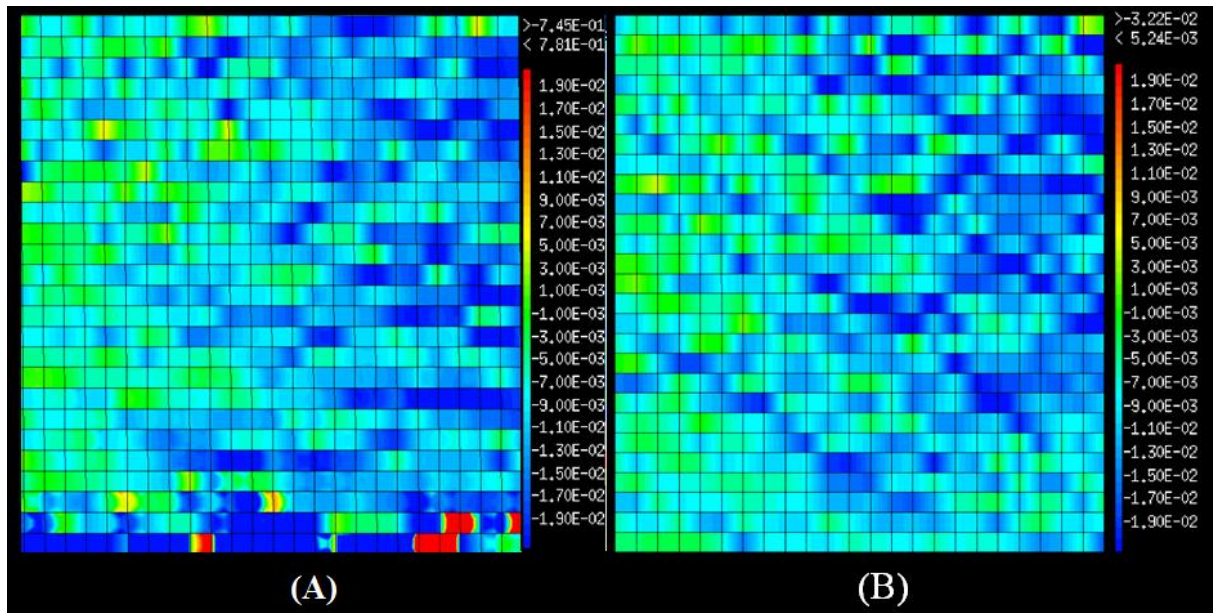 >-7.45E-01
< 7.81E-01
1.90E-02
1.70E-02
1.50E-02
1.30E-02
1.10E-02
9.00E-03
7.00E-03
5.00E-03
3.00E-03
1.00E-03
-1.00E-03
-3.00E-03
-5.00E-03
-7.00E-03
-9.00E-03
-1.10E-02
-1.30E-02
-1.50E-02
-1.70E-02
-1.90E-02
(A)
>-3.22E-02
< 5.24E-03
1.90E-02
1.70E-02
1.50E-02
1.30E-02
1.10E-02
9.00E-03
7.00E-03
5.00E-03
3.00E-03
1.00E-03
-1.00E-03
-3.00E-03
-5.00E-03
-7.00E-03
-9.00E-03
-1.10E-02
-1.30E-02
-1.50E-02
-1.70E-02
-1.90E-02
(B)